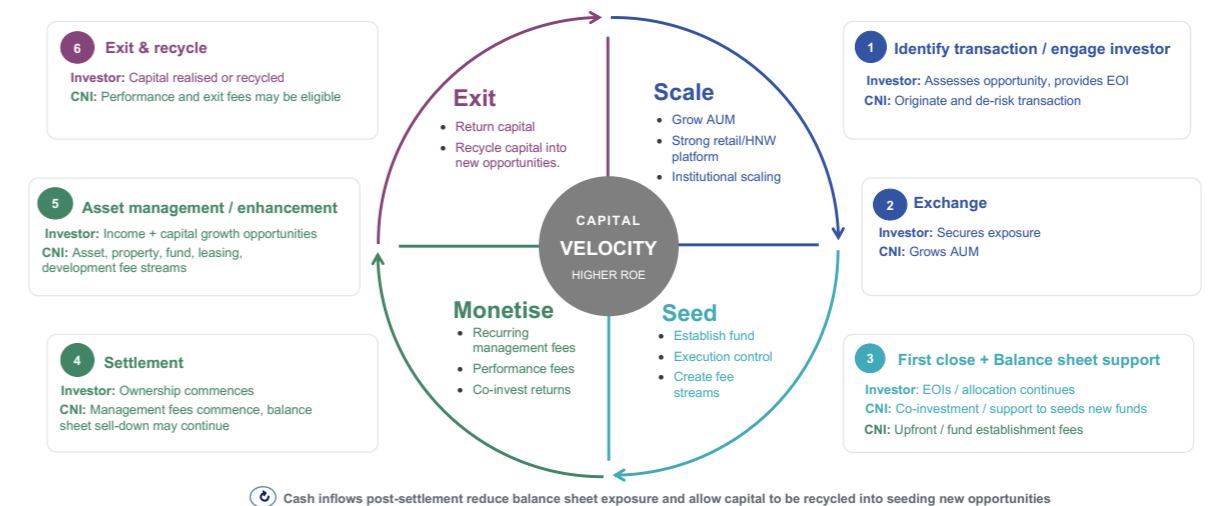 6
Exit & recycle
Investor: Capital realised or recycled
CNI: Performance and exit fees may be eligible
1
Identify transaction / engage investor
Investor: Assesses opportunity, provides EOI
CNI: Originate and de-risk transaction
Exit
• Return capital
• Recycle capital into
new opportunities.
Scale
• Grow AUM
• Strong retail/HNW
platform
• Institutional scaling
5
Asset management / enhancement
Investor: Income + capital growth opportunities
CNI: Asset, property, fund, leasing,
development fee streams
CAPITAL
VELOCITY
HIGHER ROE
2
Exchange
Investor: Secures exposure
CNI: Grows AUM
Monetise
• Recurring
management fees
• Performance fees
• Co-invest returns
Seed
• Establish fund
• Execution control
• Create fee
streams
4
Settlement
Investor: Ownership commences
CNI: Management fees commence, balance
sheet sell-down may continue
3
First close + Balance sheet support
Investor: EOIs / allocation continues
CNI: Co-investment / support to seeds new funds
CNI: Upfront / fund establishment fees
Cash inflows post-settlement reduce balance sheet exposure and allow capital to be recycled into seeding new opportunities